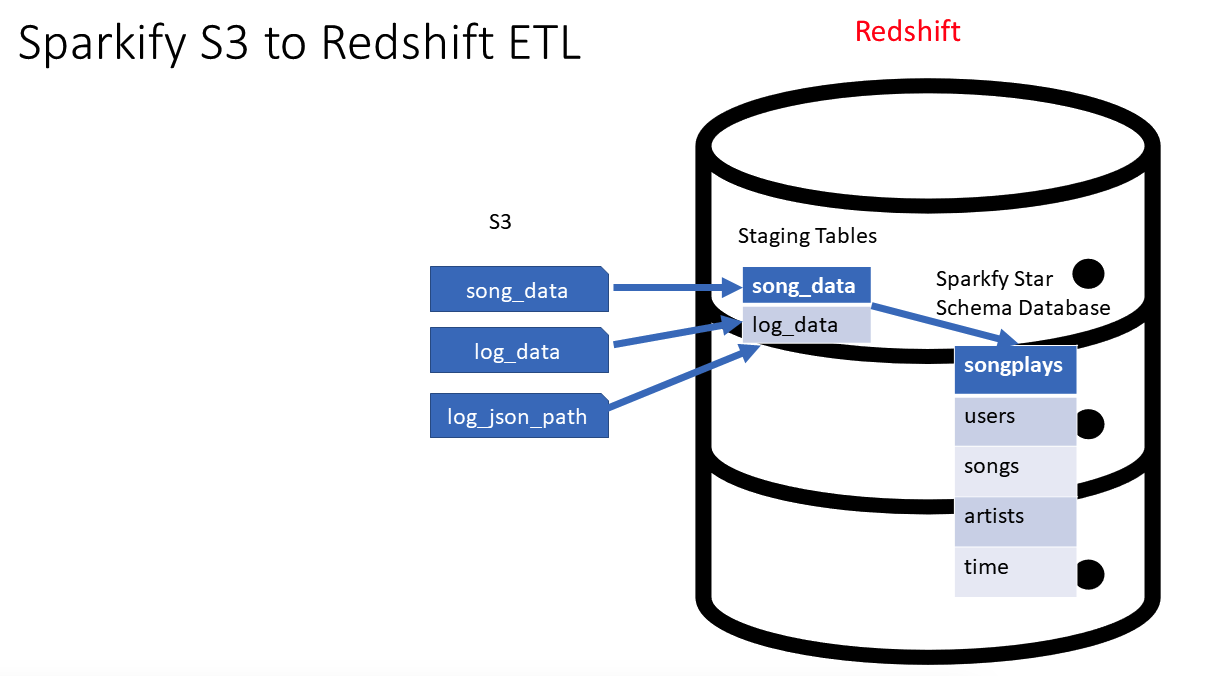 Sparkify S3 to Redshift ETL
Redshift
S3
song_data
log_data
log_json_path
Staging Tables
song_data
log_data
Sparkfy Star
Schema Database
songplays
users
songs
artists
time